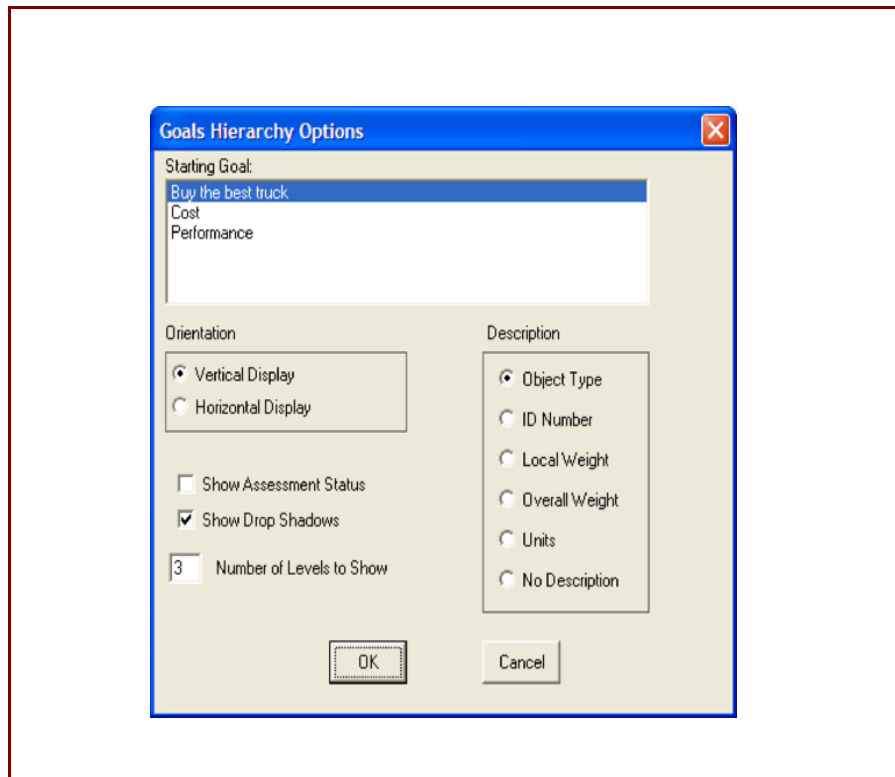 Goals Hierarchy Options
Starting Goal:
Buy the best truck
Cost
Performance
Orientation
Vertical Display
Horizontal Display
Show Assessment Status
Show Drop Shadows
3 Number of Levels to Show
Description
Object Type
ID Number
Local Weight
Overall Weight
Units
No Description
OK
Cancel